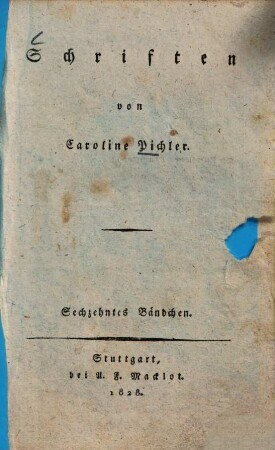 Schriften
von
Caroline Pichler.
Sechzehntes Bändchen.
Stuttgart,
bei A. F. Macklot.
1828.